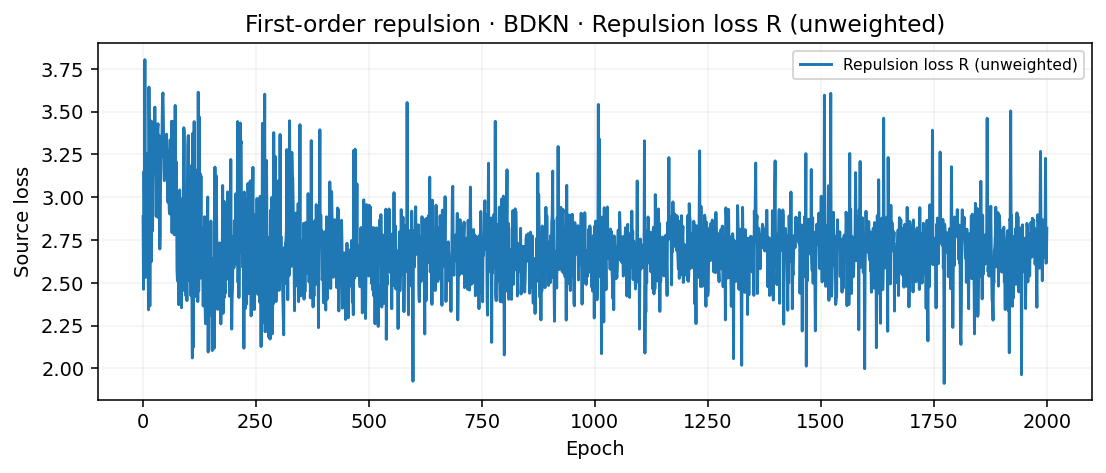 First-order repulsion · BDKN · Repulsion loss R (unweighted)
Repulsion loss R (unweighted)
Source loss
3.75
3.50
3.25
3.00
2.75
2.50
2.25
2.00
0 250 500 750 1000 1250 1500 1750 2000
Epoch